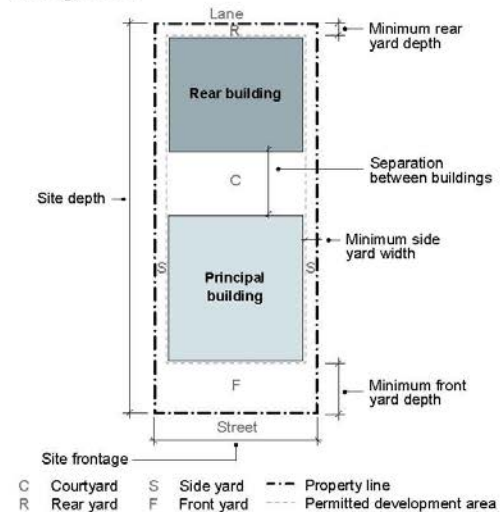 Lane
R
Minimum rear
yard depth
Rear building
Separation
between buildings
C
Site depth
Minimum side
yard width
S
S
Principal
building
Minimum front
yard depth
F
Street
Site frontage
C Courtyard S Side yard Property line
R Rear yard F Front yard Permitted development area